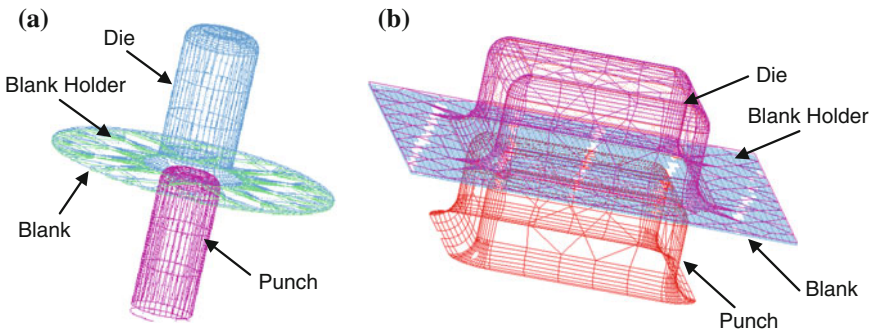 (a)
Die
Blank Holder
Blank
Punch
(b)
Die
Blank Holder
Blank
Punch